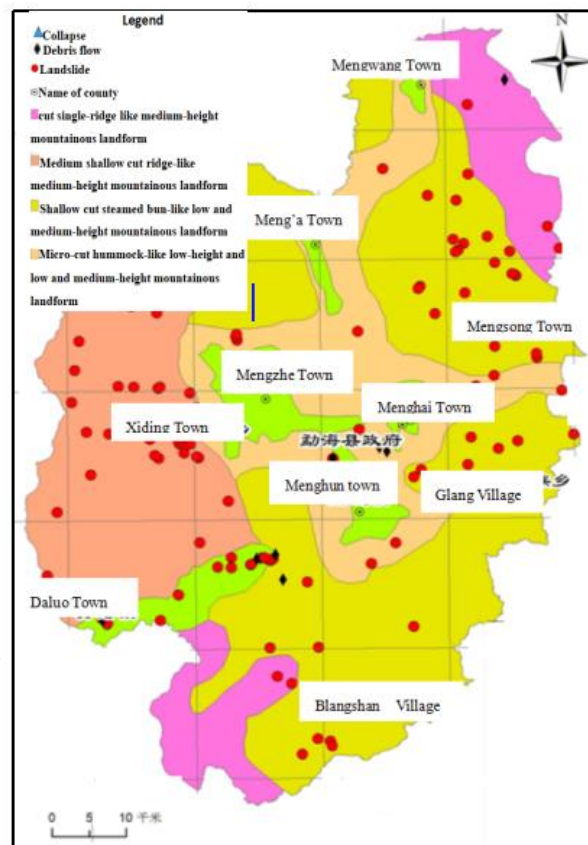 Legend
Collapse
Debris flow
Landslide
Name of county
cut single-ridge like medium-height
mountainous landform
Medium shallow cut ridge-like
medium-height mountainous landform
Shallow cut steamed bun-like low and
medium-height mountainous landform
Micro-cut hummock-like low-height and
low and medium-height mountainous
landform
N
Mengwang Town
Meng'a Town
Mengsong Town
Mengzhe Town
Menghai Town
Xiding Town
勐海县政府
Menghun town
Glang Village
乡
Daluo Town
Blangshan Village
0 5 10 千米